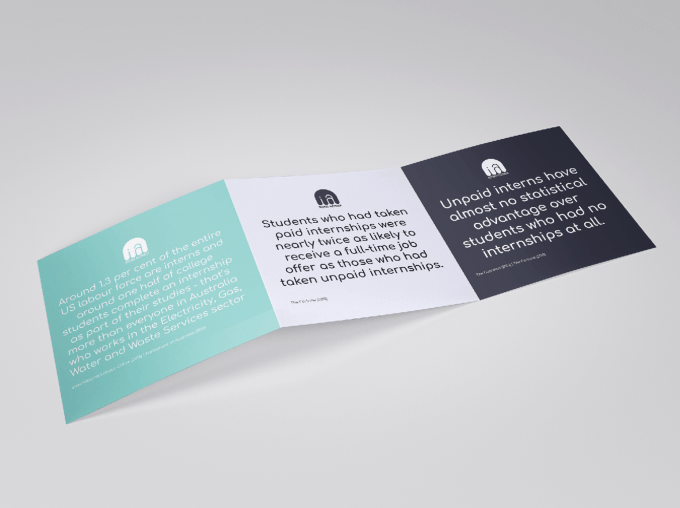 Around 1.3 per cent of the entire
US labour force are interns and
around one half of college
students complete an internship
as part of their studies - that's
more than everyone in Australia
who works in the Electricity, Gas,
Water and Waste Services sector
Students who had taken
paid internships were
nearly twice as likely to
receive a full-time job
offer as those who had
taken unpaid internships.
Unpaid interns have
almost no statistical
advantage over
students who had no
internships at all.